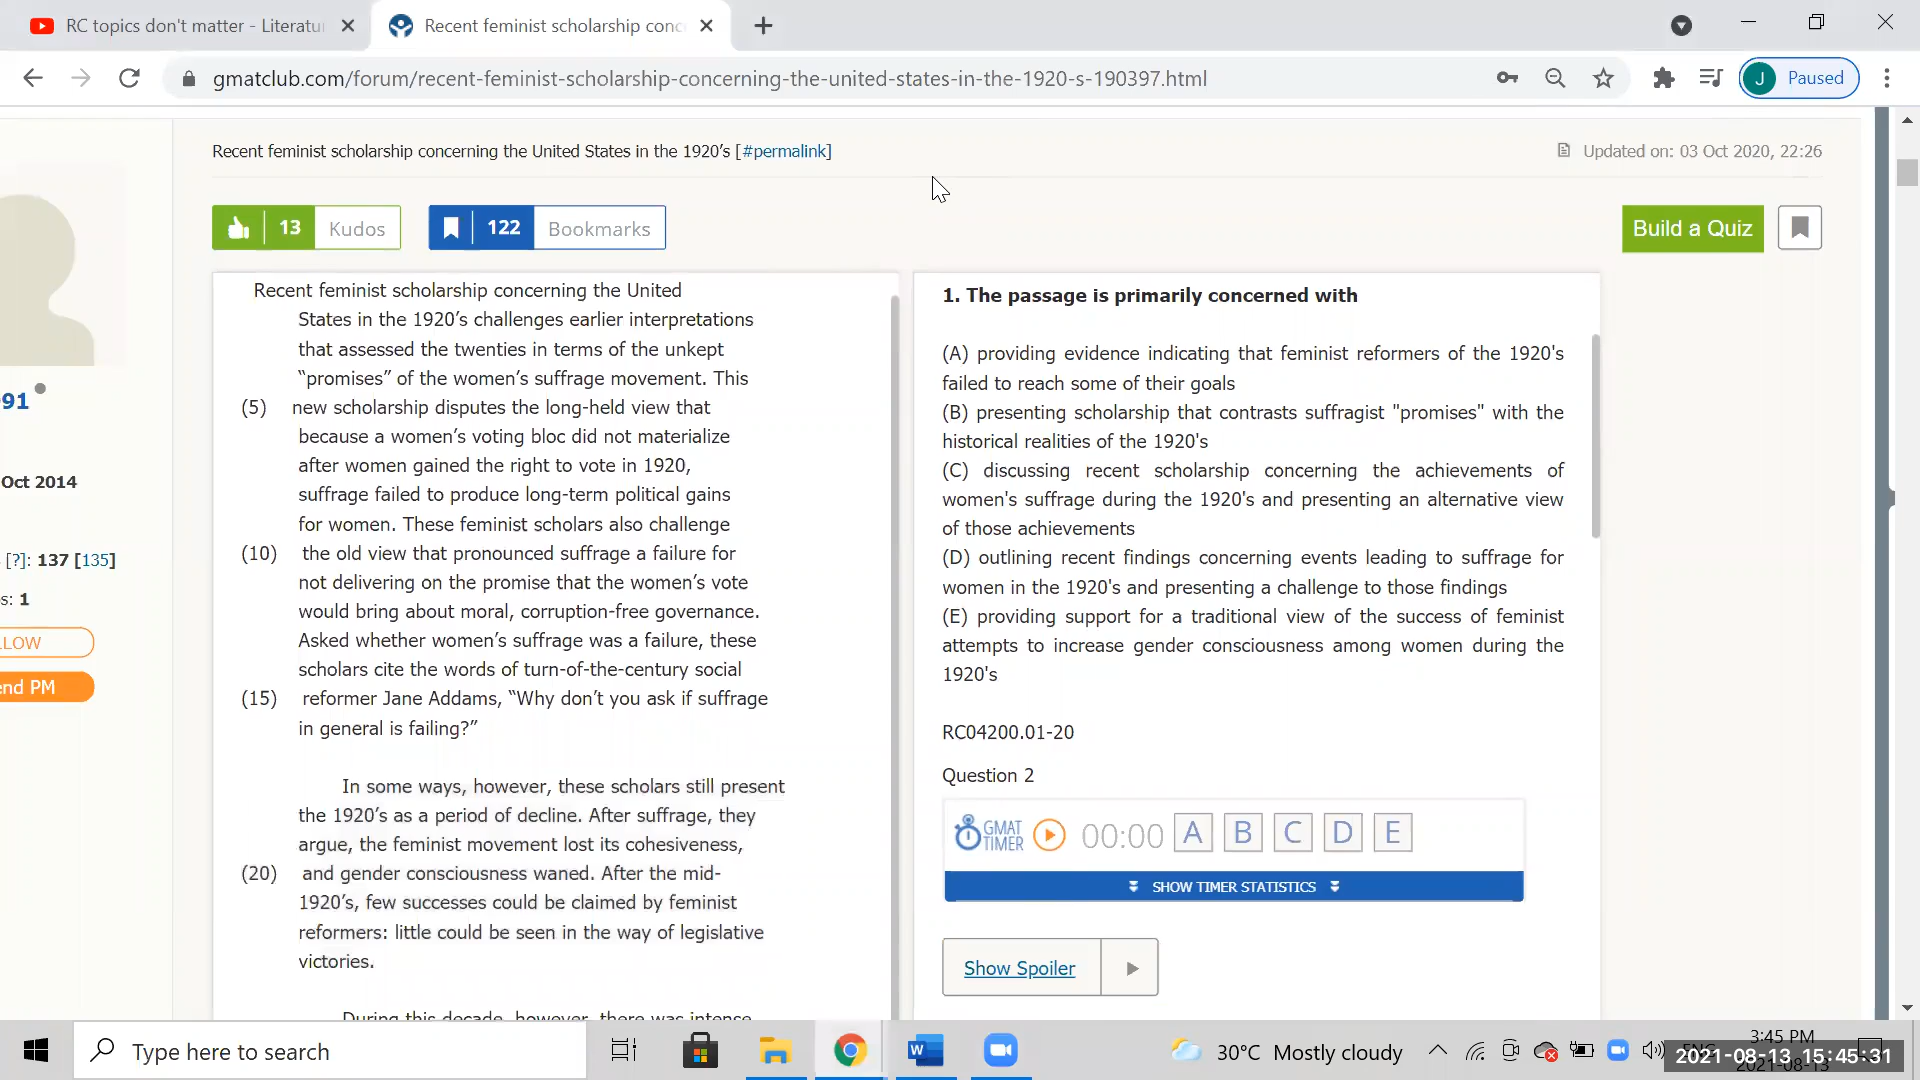 RC topics don't matter - Literatu
Recent feminist scholarship conc
gmatclub.com/forum/recent-feminist-scholarship-concerning-the-united-states-in-the-1920-s-190397.html
J Paused
Recent feminist scholarship concerning the United States in the 1920's [#permalink]
Updated on: 03 Oct 2020, 22:26
13 Kudos
122 Bookmarks
Build a Quiz
91
Oct 2014
[?]: 137 [135]
s: 1
LLOW
end PM
Recent feminist scholarship concerning the United
States in the 1920's challenges earlier interpretations
that assessed the twenties in terms of the unkept
“promises” of the women's suffrage movement. This
(5) new scholarship disputes the long-held view that
because a women's voting bloc did not materialize
after women gained the right to vote in 1920,
suffrage failed to produce long-term political gains
for women. These feminist scholars also challenge
(10) the old view that pronounced suffrage a failure for
not delivering on the promise that the women's vote
would bring about moral, corruption-free governance.
Asked whether women's suffrage was a failure, these
scholars cite the words of turn-of-the-century social
(15) reformer Jane Addams, “Why don't you ask if suffrage
in general is failing?”
In some ways, however, these scholars still present
the 1920's as a period of decline. After suffrage, they
argue, the feminist movement lost its cohesiveness,
(20) and gender consciousness waned. After the mid-
1920's, few successes could be claimed by feminist
reformers: little could be seen in the way of legislative
victories.
During this decade, however, there was intense
1. The passage is primarily concerned with
(A) providing evidence indicating that feminist reformers of the 1920's
failed to reach some of their goals
(B) presenting scholarship that contrasts suffragist "promises" with the
historical realities of the 1920's
(C) discussing recent scholarship concerning the achievements of
women's suffrage during the 1920's and presenting an alternative view
of those achievements
(D) outlining recent findings concerning events leading to suffrage for
women in the 1920's and presenting a challenge to those findings
(E) providing support for a traditional view of the success of feminist
attempts to increase gender consciousness among women during the
1920's
RC04200.01-20
Question 2
GMAT TIMER 00:00 A B C D E
SHOW TIMER STATISTICS
Show Spoiler
Type here to search
W
30°C Mostly cloudy
3:45 PM
2021-08-13 15:45:31
2021-08-13